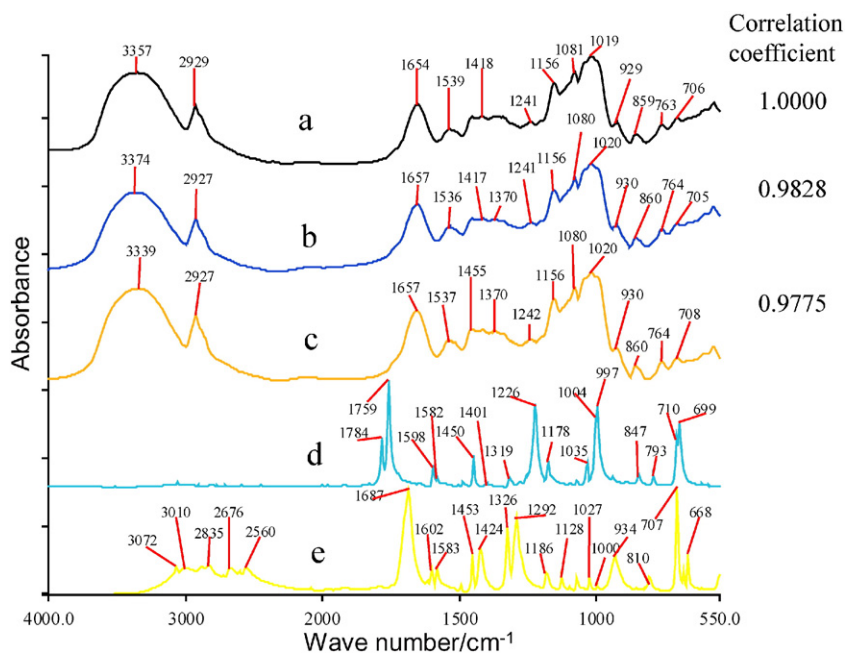 Correlation
coefficient
3357 2929 1654 1539 1418 1241 1156 1081 1019 929 859 763 706
a
1.0000
3374 2927 1657 1536 1417 1370 1241 1156 1080 1020 930 860 764 705
b
0.9828
3339 2927 1657 1537 1455 1370 1242 1156 1080 1020 930 860 764 708
c
0.9775
1784 1759 1598 1582 1450 1401 1319 1226 1178 1035 1004 997 847 793 710 699
d
3072 3010 2835 2676 2560 1687 1602 1583 1453 1424 1326 1292 1186 1128 1027 1000 934 810 707 668
e
Absorbance
4000.0 3000 2000 1500 1000 550.0
Wave number/cm-1